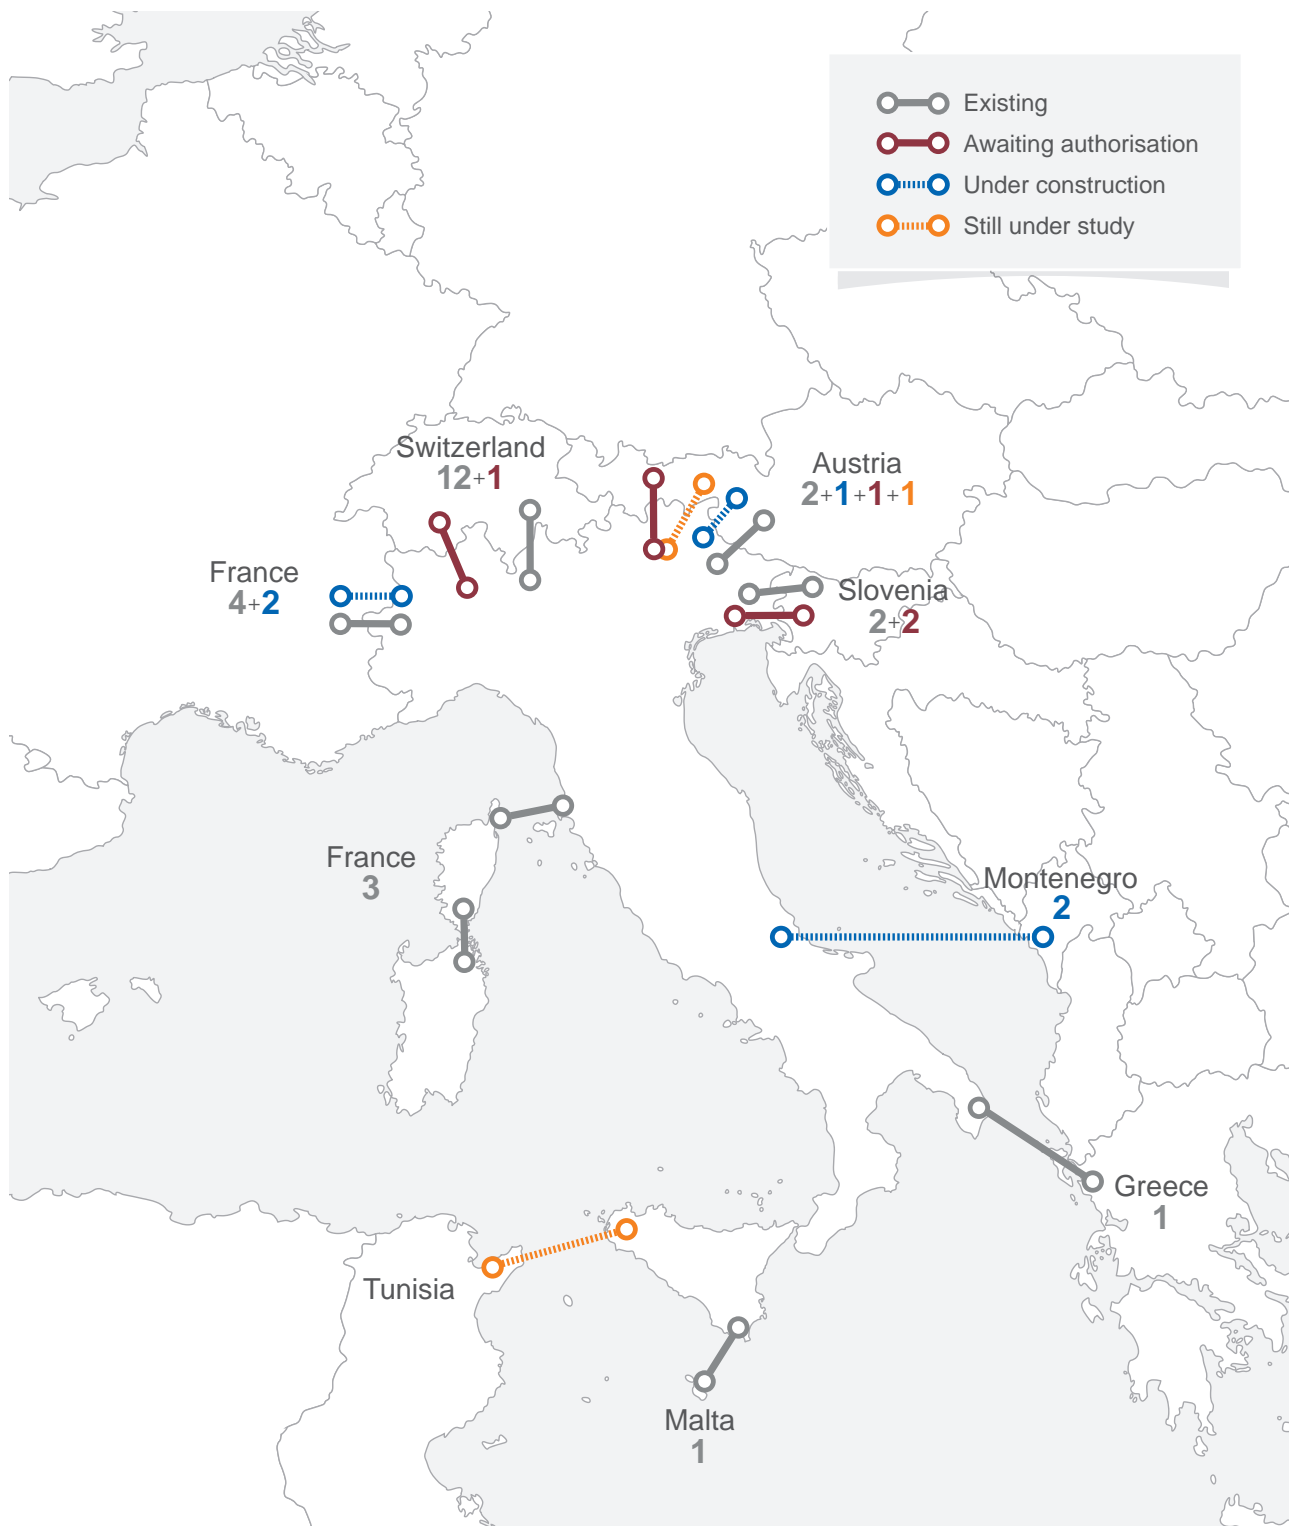 Existing
Awaiting authorisation
Under construction
Still under study
Switzerland
12+1
Austria
2+1+1+1
France
4+2
Slovenia
2+2
France
3
Montenegro
2
Greece
1
Tunisia
Malta
1